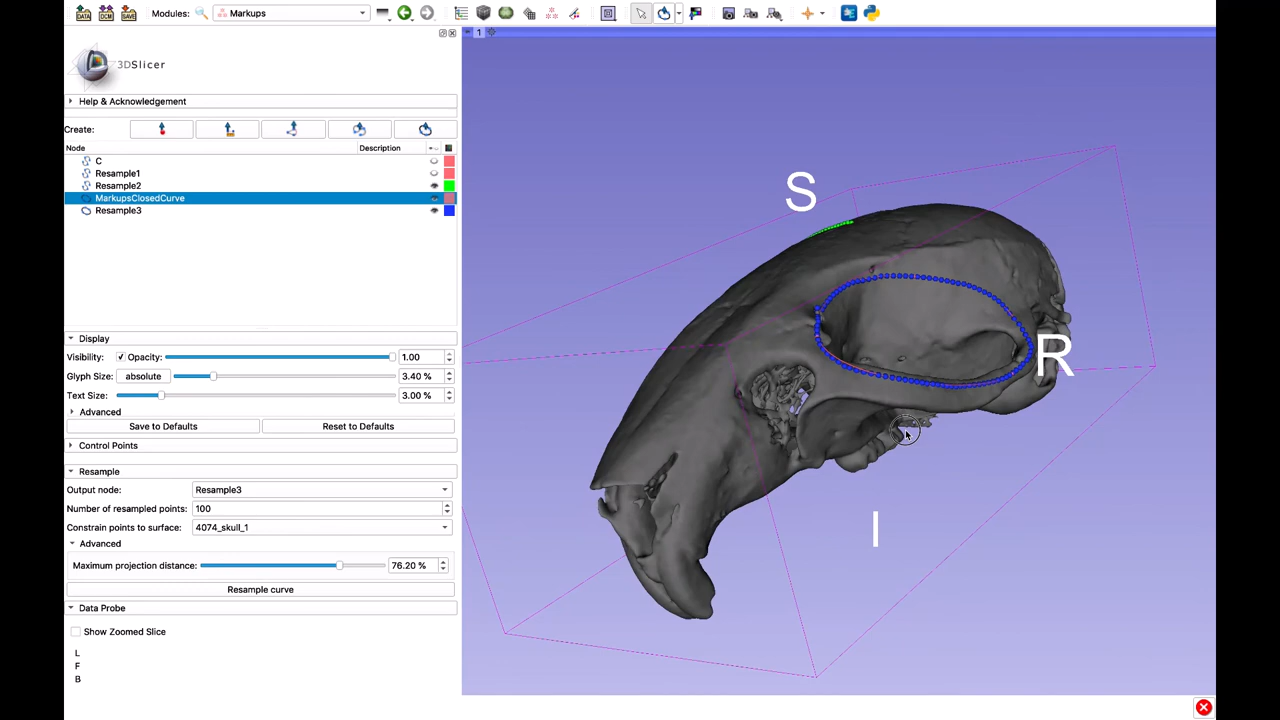 DATA
DCM
SAVE
Modules:
Markups
1
3DSlicer
Help & Acknowledgement
Create:
Node
Description
C
Resample1
Resample2
MarkupsClosedCurve
Resample3
Display
Visibility:
Opacity:
1.00
Glyph Size:
absolute
3.40 %
Text Size:
3.00 %
Advanced
Save to Defaults
Reset to Defaults
Control Points
Resample
Output node:
Resample3
Number of resampled points:
100
Constrain points to surface:
4074_skull_1
Advanced
Maximum projection distance:
76.20 %
Resample curve
Data Probe
Show Zoomed Slice
L
F
B
S
R
I